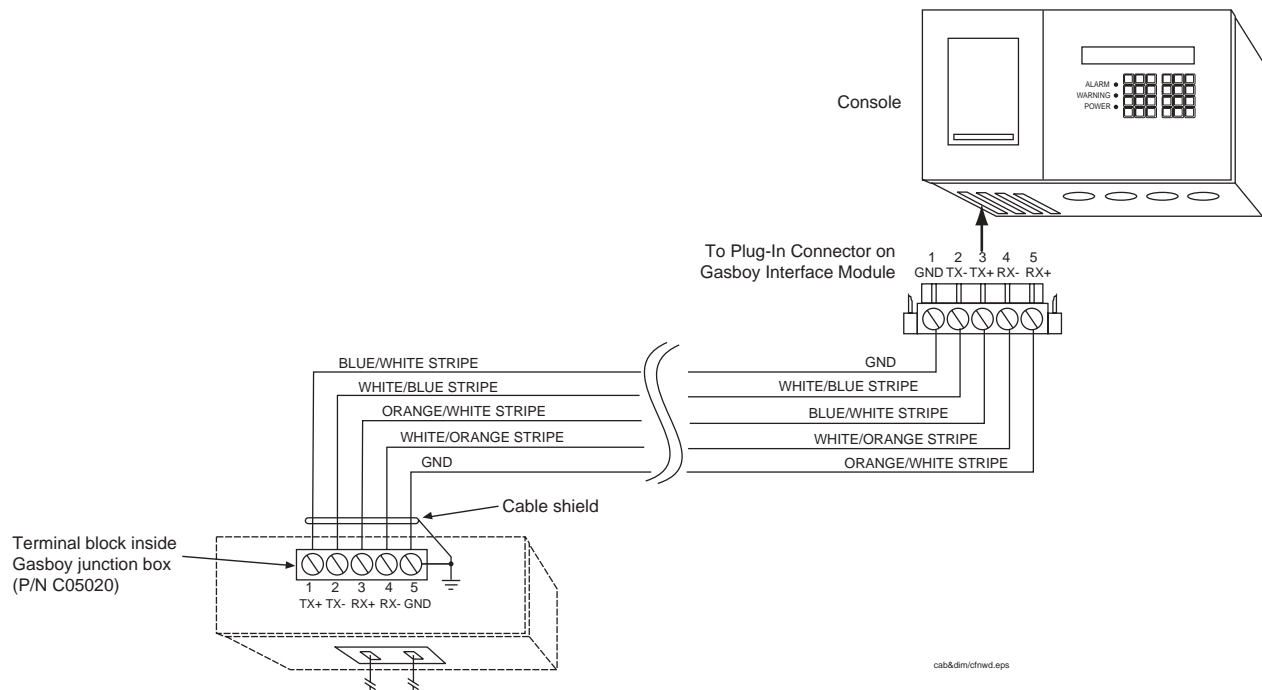 ALARM
WARNING
POWER
Console
To Plug-In Connector on
Gasboy Interface Module
1 2 3 4 5
GND TX- TX+ RX- RX+
BLUE/WHITE STRIPE
GND
WHITE/BLUE STRIPE
WHITE/BLUE STRIPE
ORANGE/WHITE STRIPE
BLUE/WHITE STRIPE
WHITE/ORANGE STRIPE
WHITE/ORANGE STRIPE
GND
ORANGE/WHITE STRIPE
Cable shield
Terminal block inside
Gasboy junction box
(P/N C05020)
1 2 3 4 5
TX+ TX- RX+ RX- GND
cab&dim/cfnwd.eps